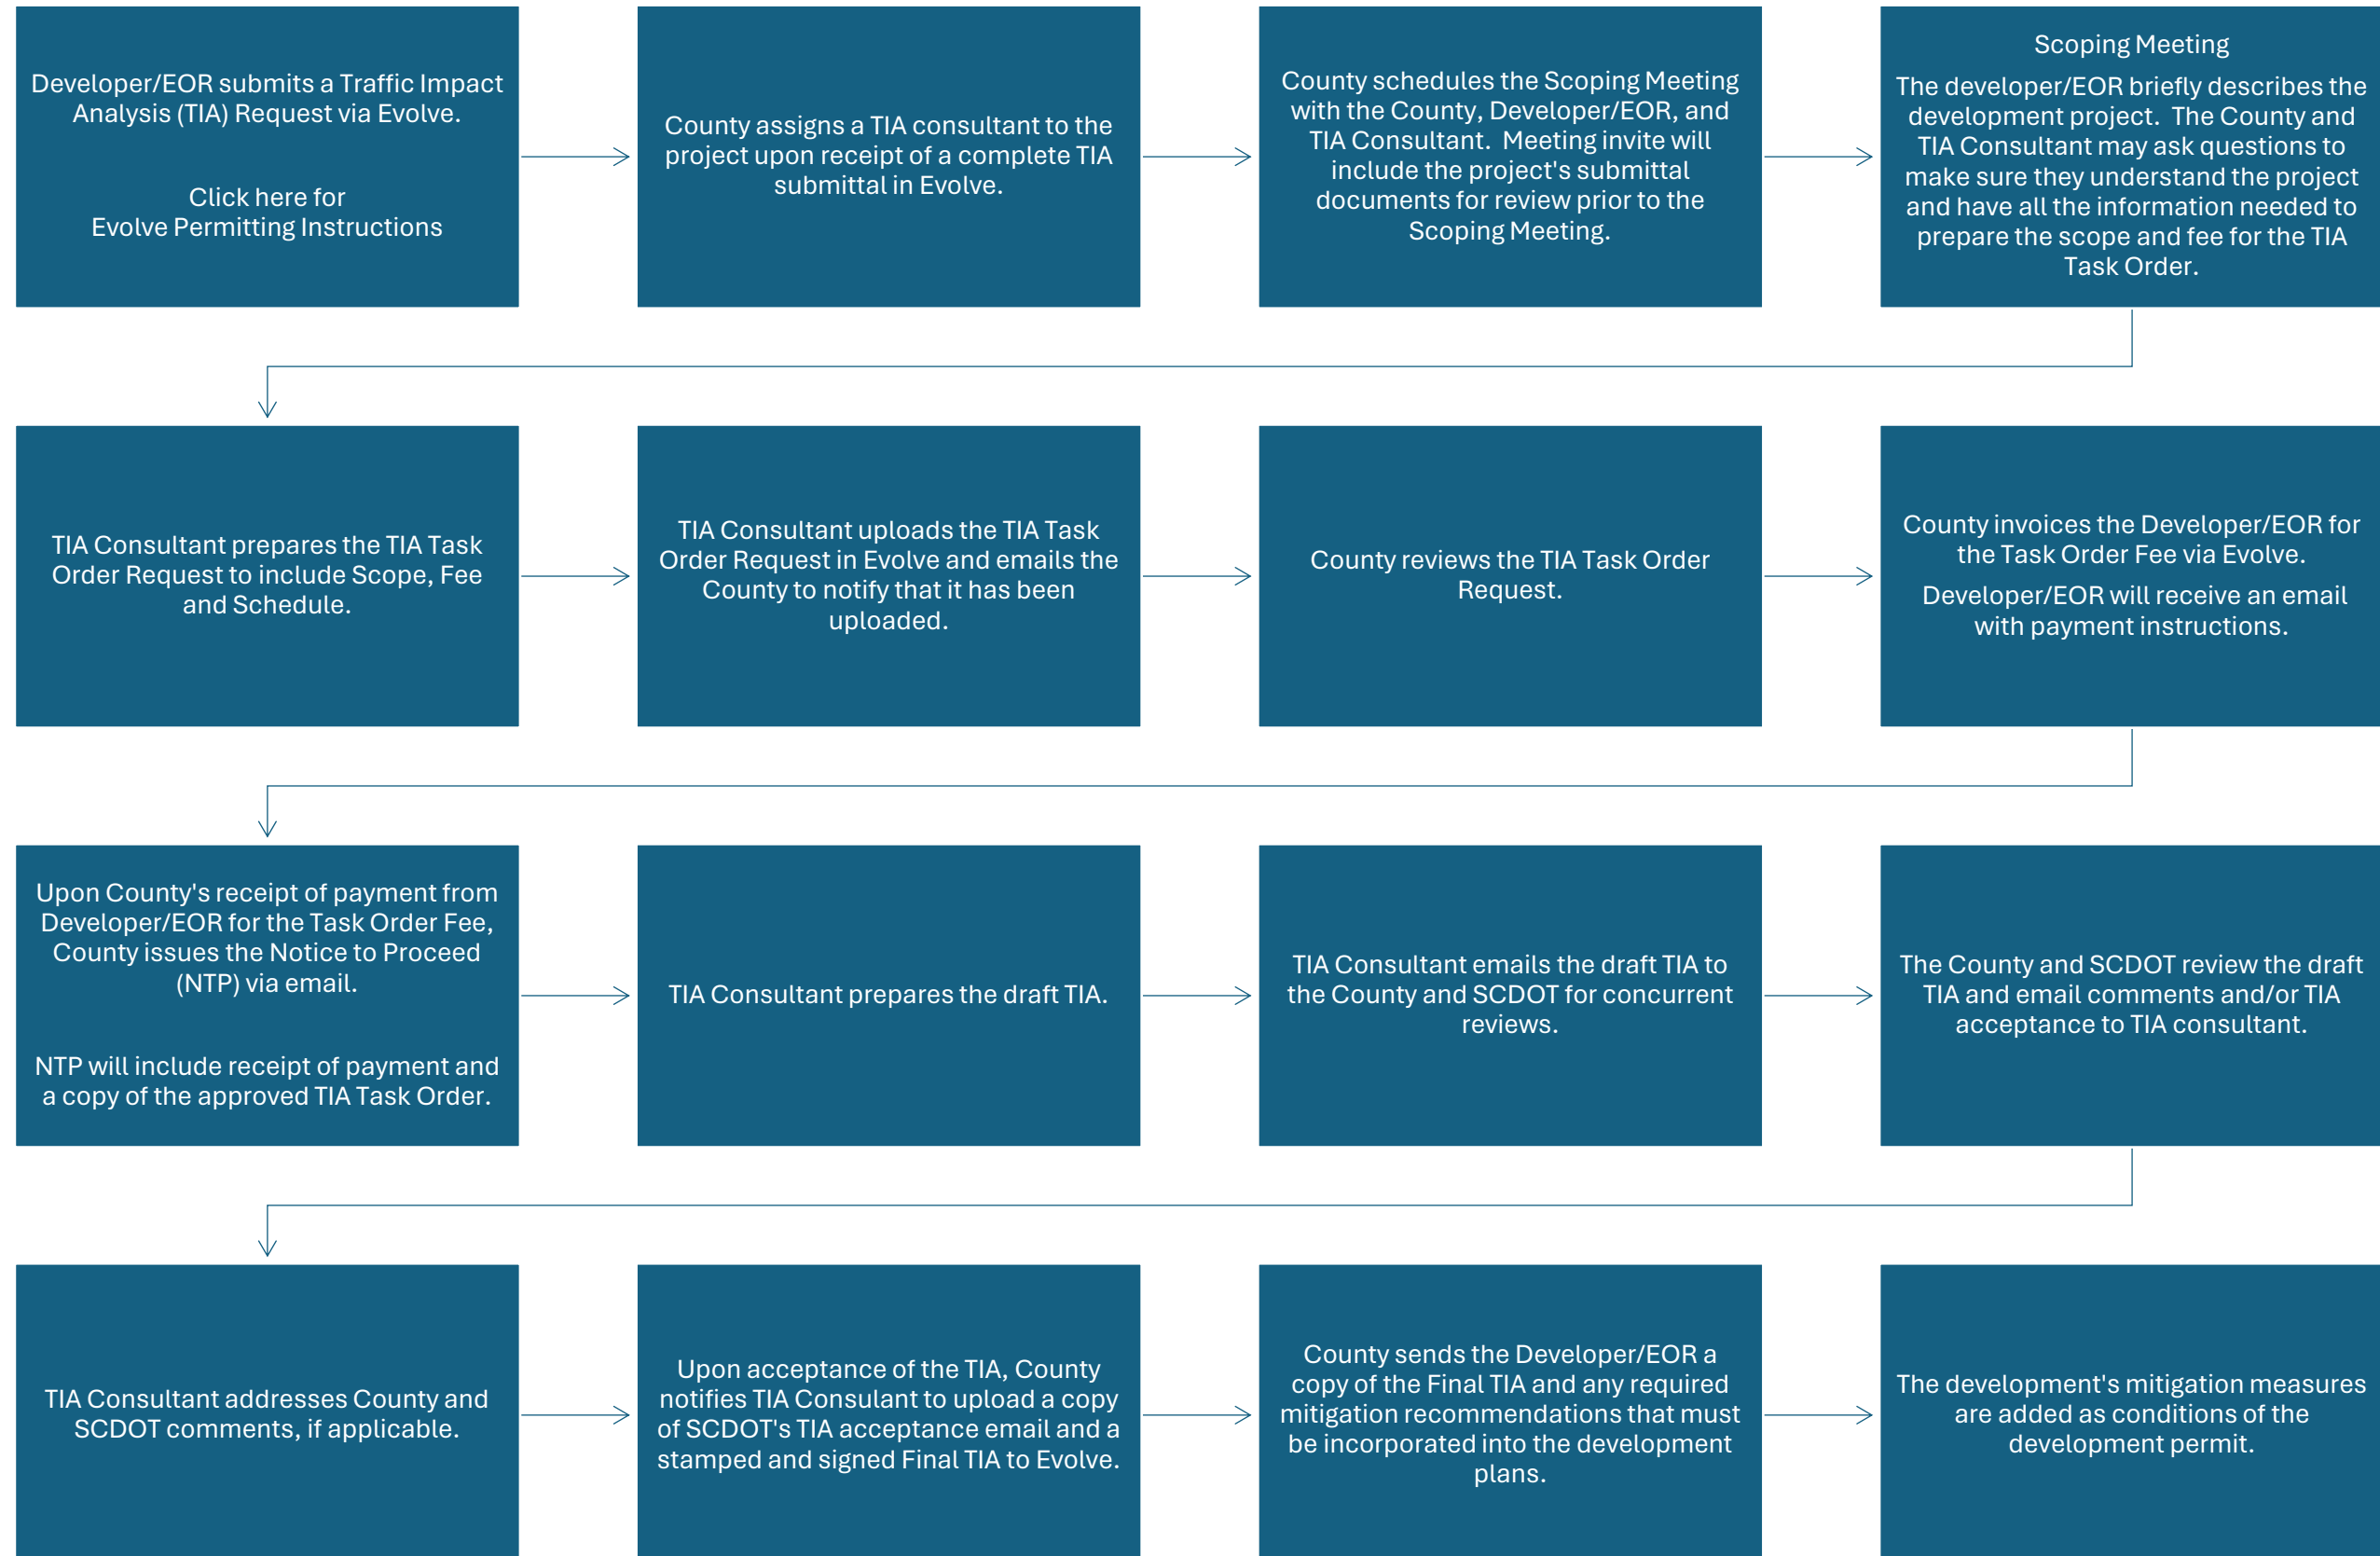 Developer/EOR submits a Traffic Impact
Analysis (TIA) Request via Evolve.
Click here for
Evolve Permitting Instructions
County assigns a TIA consultant to the
project upon receipt of a complete TIA
submittal in Evolve.
County schedules the Scoping Meeting
with the County, Developer/EOR, and
TIA Consultant.  Meeting invite will
include the project's submittal
documents for review prior to the
Scoping Meeting.
Scoping Meeting
The developer/EOR briefly describes the
development project.  The County and
TIA Consultant may ask questions to
make sure they understand the project
and have all the information needed to
prepare the scope and fee for the TIA
Task Order.
TIA Consultant prepares the TIA Task
Order Request to include Scope, Fee
and Schedule.
TIA Consultant uploads the TIA Task
Order Request in Evolve and emails the
County to notify that it has been
uploaded.
County reviews the TIA Task Order
Request.
County invoices the Developer/EOR for
the Task Order Fee via Evolve.
Developer/EOR will receive an email
with payment instructions.
Upon County's receipt of payment from
Developer/EOR for the Task Order Fee,
County issues the Notice to Proceed
(NTP) via email.
NTP will include receipt of payment and
a copy of the approved TIA Task Order.
TIA Consultant prepares the draft TIA.
TIA Consultant emails the draft TIA to
the County and SCDOT for concurrent
reviews.
The County and SCDOT review the draft
TIA and email comments and/or TIA
acceptance to TIA consultant.
TIA Consultant addresses County and
SCDOT comments, if applicable.
Upon acceptance of the TIA, County
notifies TIA Consulant to upload a copy
of SCDOT's TIA acceptance email and a
stamped and signed Final TIA to Evolve.
County sends the Developer/EOR a
copy of the Final TIA and any required
mitigation recommendations that must
be incorporated into the development
plans.
The development's mitigation measures
are added as conditions of the
development permit.